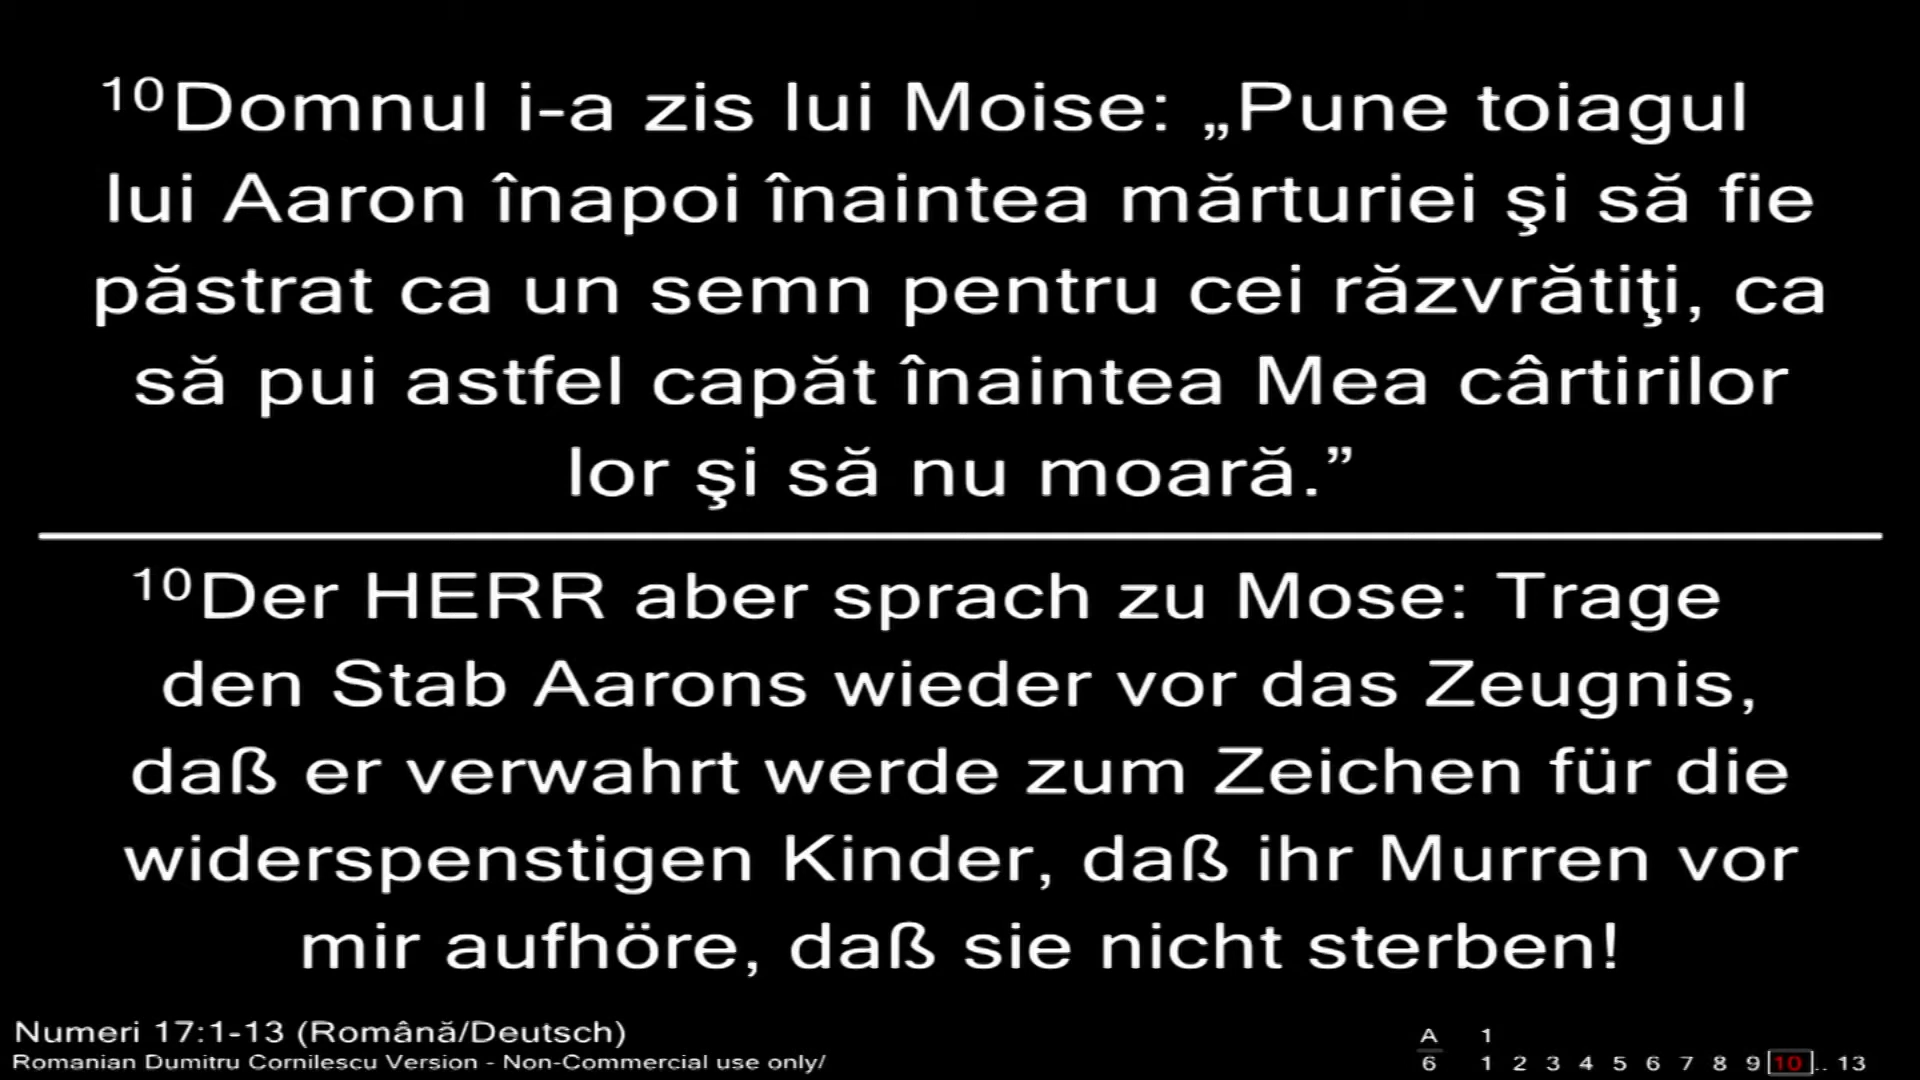 10Domnul i-a zis lui Moise: „Pune toiagul
lui Aaron înapoi înaintea mărturiei şi să fie
păstrat ca un semn pentru cei răzvrătiţi, ca
să pui astfel capăt înaintea Mea cârtirilor
lor şi să nu moară.”
10Der HERR aber sprach zu Mose: Trage
den Stab Aarons wieder vor das Zeugnis,
daß er verwahrt werde zum Zeichen für die
widerspenstigen Kinder, daß ihr Murren vor
mir aufhöre, daß sie nicht sterben!
Numeri 17:1-13 (Română/Deutsch)
Romanian Dumitru Cornilescu Version - Non-Commercial use only/
A 1
6 1 2 3 4 5 6 7 8 9 10 .. 13